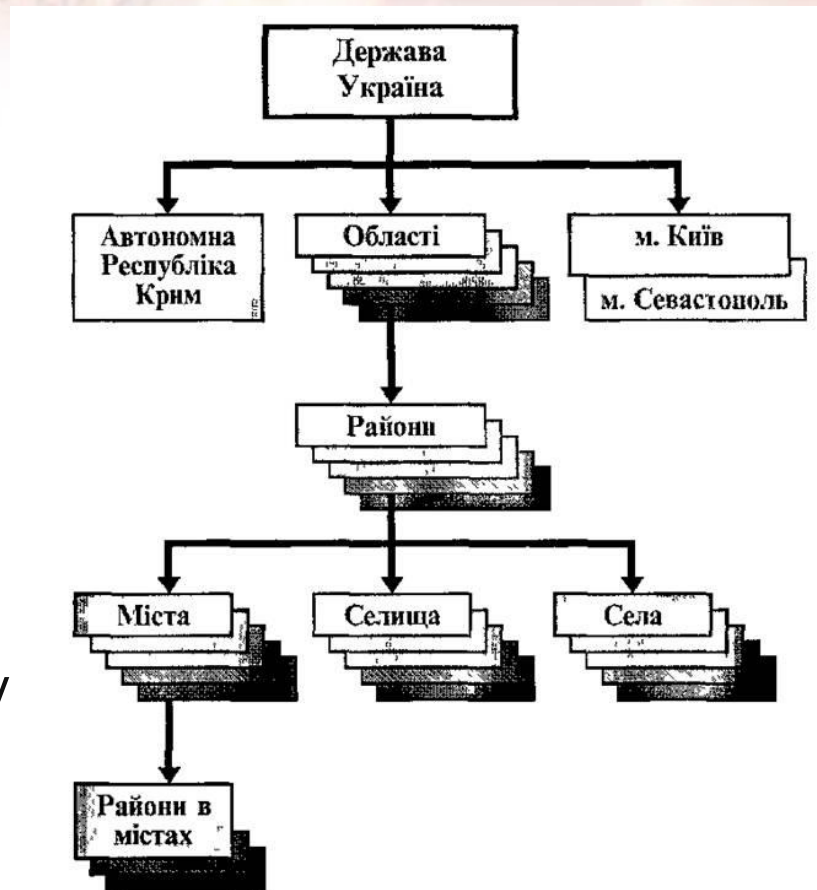 Держава
Україна
Автономна
Республіка
Крим
Області
м. Київ
м. Севастополь
Райони
Міста
Селища
Села
у
Райони в
містах